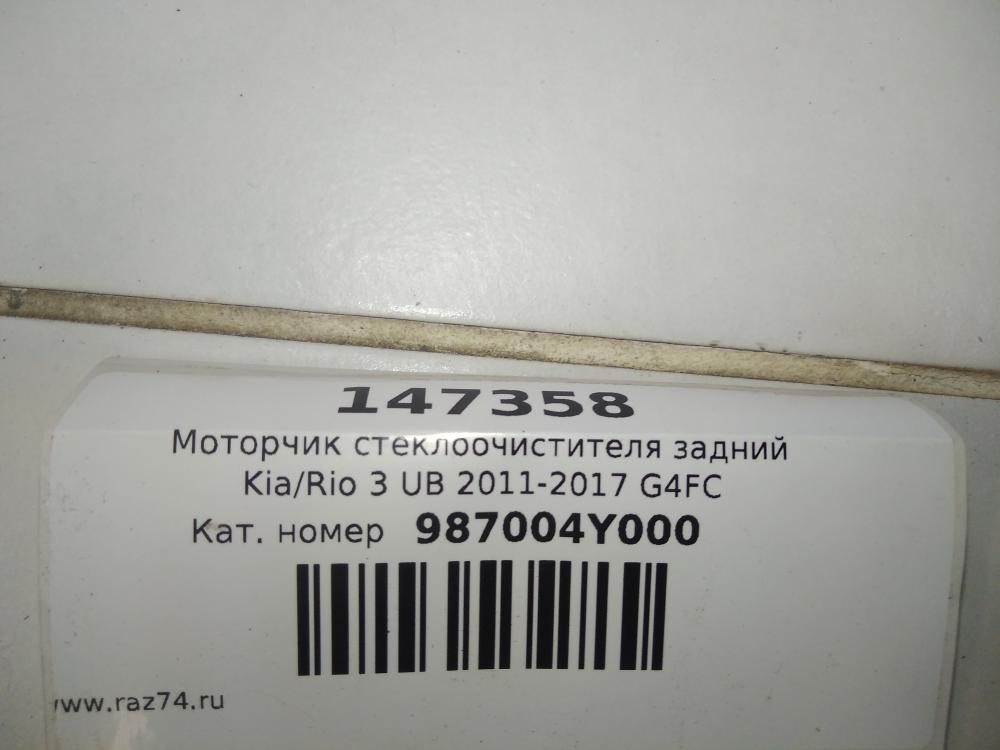 147358
Моторчик стеклоочистителя задний
Kia/Rio 3 UB 2011-2017 G4FC
Кат. номер 987004Y000
www.raz74.ru